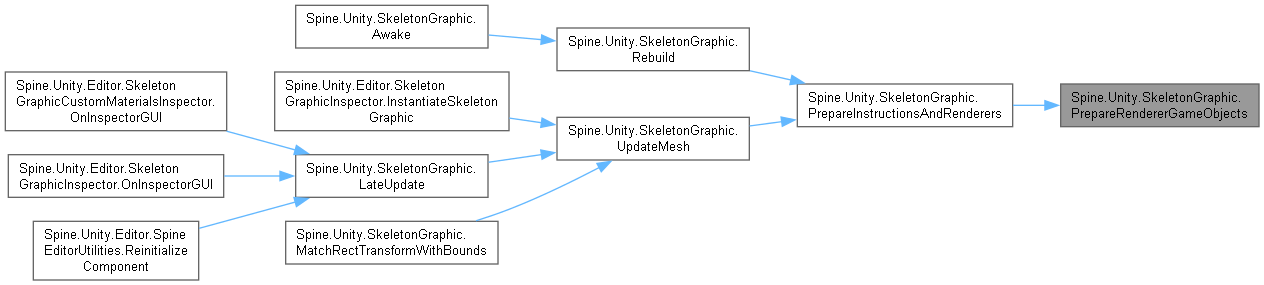 Spine.Unity.SkeletonGraphic.
Awake
Spine.Unity.SkeletonGraphic.
Rebuild
Spine.Unity.Editor.Skeleton
GraphicCustomMaterialsInspector.
OnInspectorGUI
Spine.Unity.Editor.Skeleton
GraphicInspector.InstantiateSkeleton
Graphic
Spine.Unity.SkeletonGraphic.
PrepareInstructionsAndRenderers
Spine.Unity.SkeletonGraphic.
PrepareRendererGameObjects
Spine.Unity.SkeletonGraphic.
UpdateMesh
Spine.Unity.Editor.Skeleton
GraphicInspector.OnInspectorGUI
Spine.Unity.SkeletonGraphic.
LateUpdate
Spine.Unity.Editor.Spine
EditorUtilities.Reinitialize
Component
Spine.Unity.SkeletonGraphic.
MatchRectTransformWithBounds